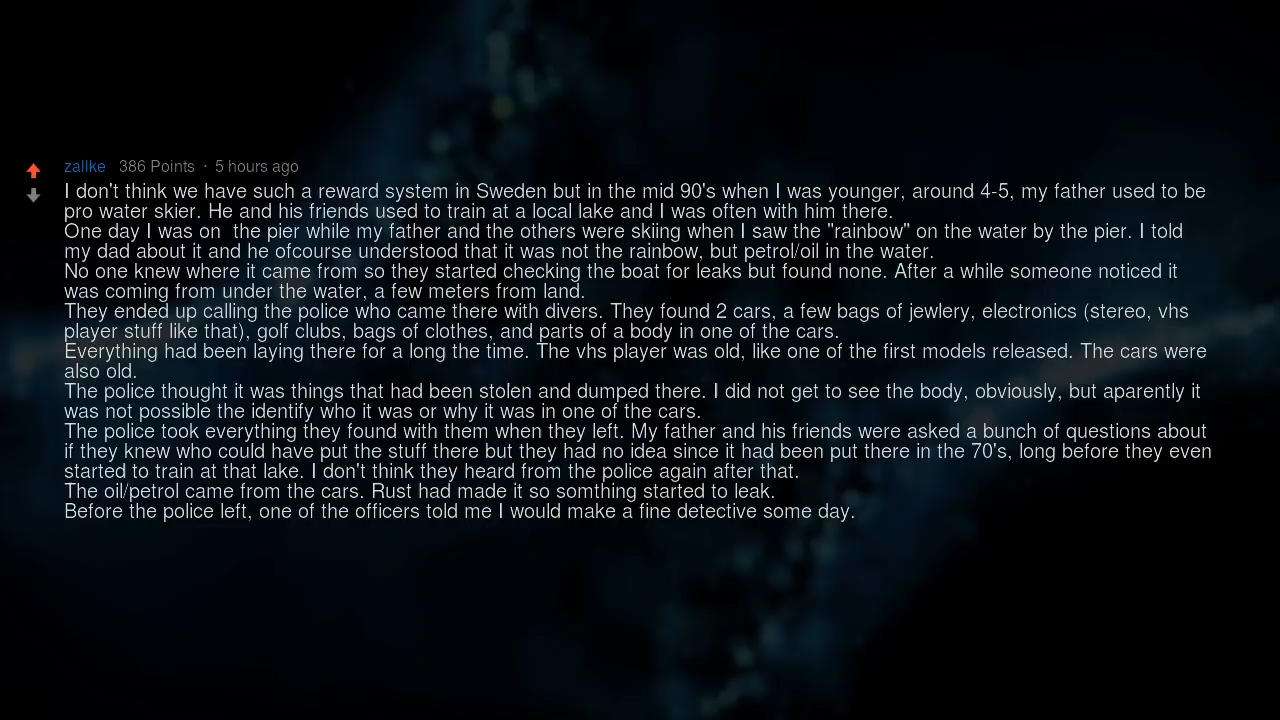 zallke 386 Points · 5 hours ago
I don't think we have such a reward system in Sweden but in the mid 90's when I was younger, around 4-5, my father used to be
pro water skier. He and his friends used to train at a local lake and I was often with him there.
One day I was on  the pier while my father and the others were skiing when I saw the "rainbow" on the water by the pier. I told
my dad about it and he ofcourse understood that it was not the rainbow, but petrol/oil in the water.
No one knew where it came from so they started checking the boat for leaks but found none. After a while someone noticed it
was coming from under the water, a few meters from land.
They ended up calling the police who came there with divers. They found 2 cars, a few bags of jewlery, electronics (stereo, vhs
player stuff like that), golf clubs, bags of clothes, and parts of a body in one of the cars.
Everything had been laying there for a long the time. The vhs player was old, like one of the first models released. The cars were
also old.
The police thought it was things that had been stolen and dumped there. I did not get to see the body, obviously, but aparently it
was not possible the identify who it was or why it was in one of the cars.
The police took everything they found with them when they left. My father and his friends were asked a bunch of questions about
if they knew who could have put the stuff there but they had no idea since it had been put there in the 70's, long before they even
started to train at that lake. I don't think they heard from the police again after that.
The oil/petrol came from the cars. Rust had made it so somthing started to leak.
Before the police left, one of the officers told me I would make a fine detective some day.